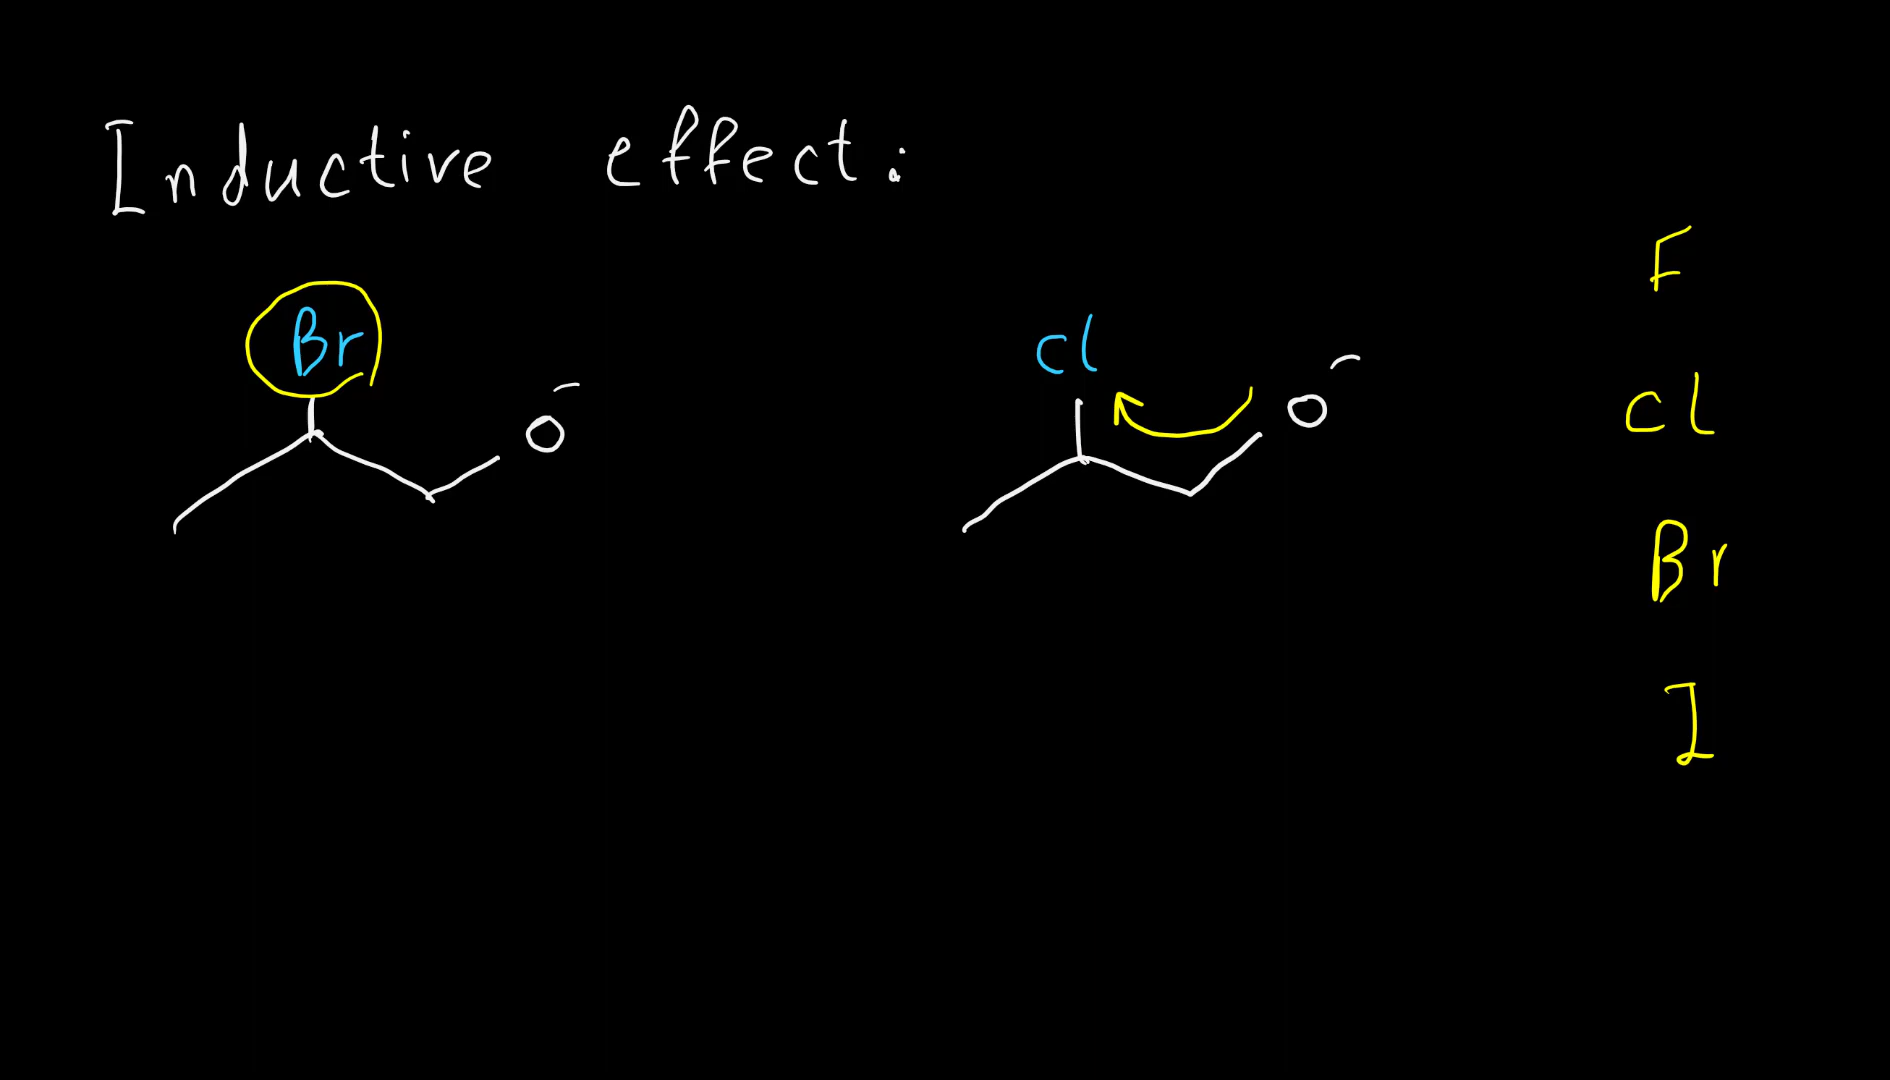 Inductive effect:
Br
O⁻
Cl
O⁻
F
Cl
Br
I